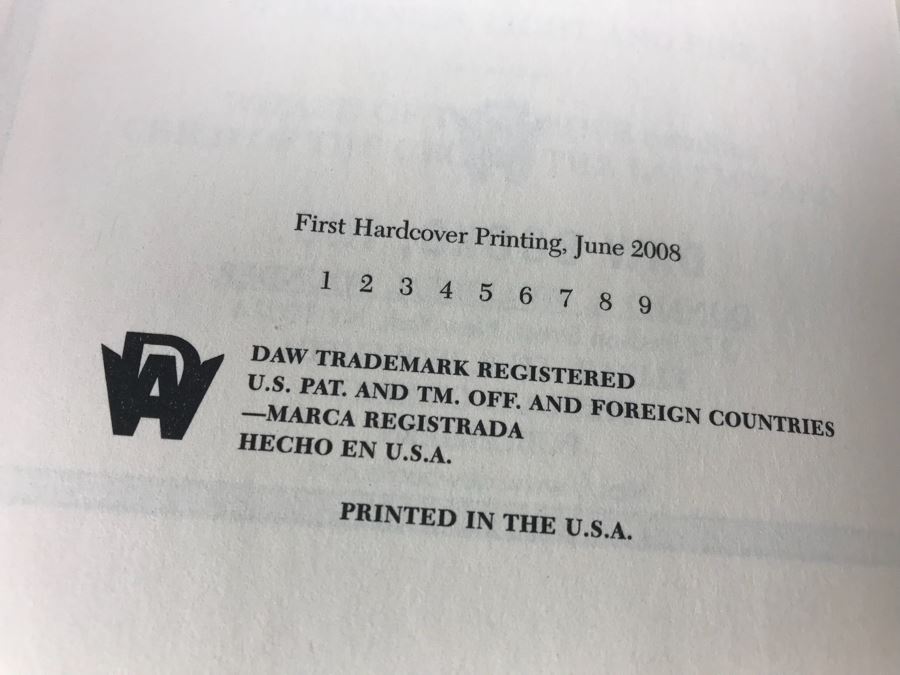 First Hardcover Printing, June 2008
1 2 3 4 5 6 7 8 9
DAW
DAW TRADEMARK REGISTERED
U.S. PAT. AND TM. OFF. AND FOREIGN COUNTRIES
—MARCA REGISTRADA
HECHO EN U.S.A.
PRINTED IN THE U.S.A.